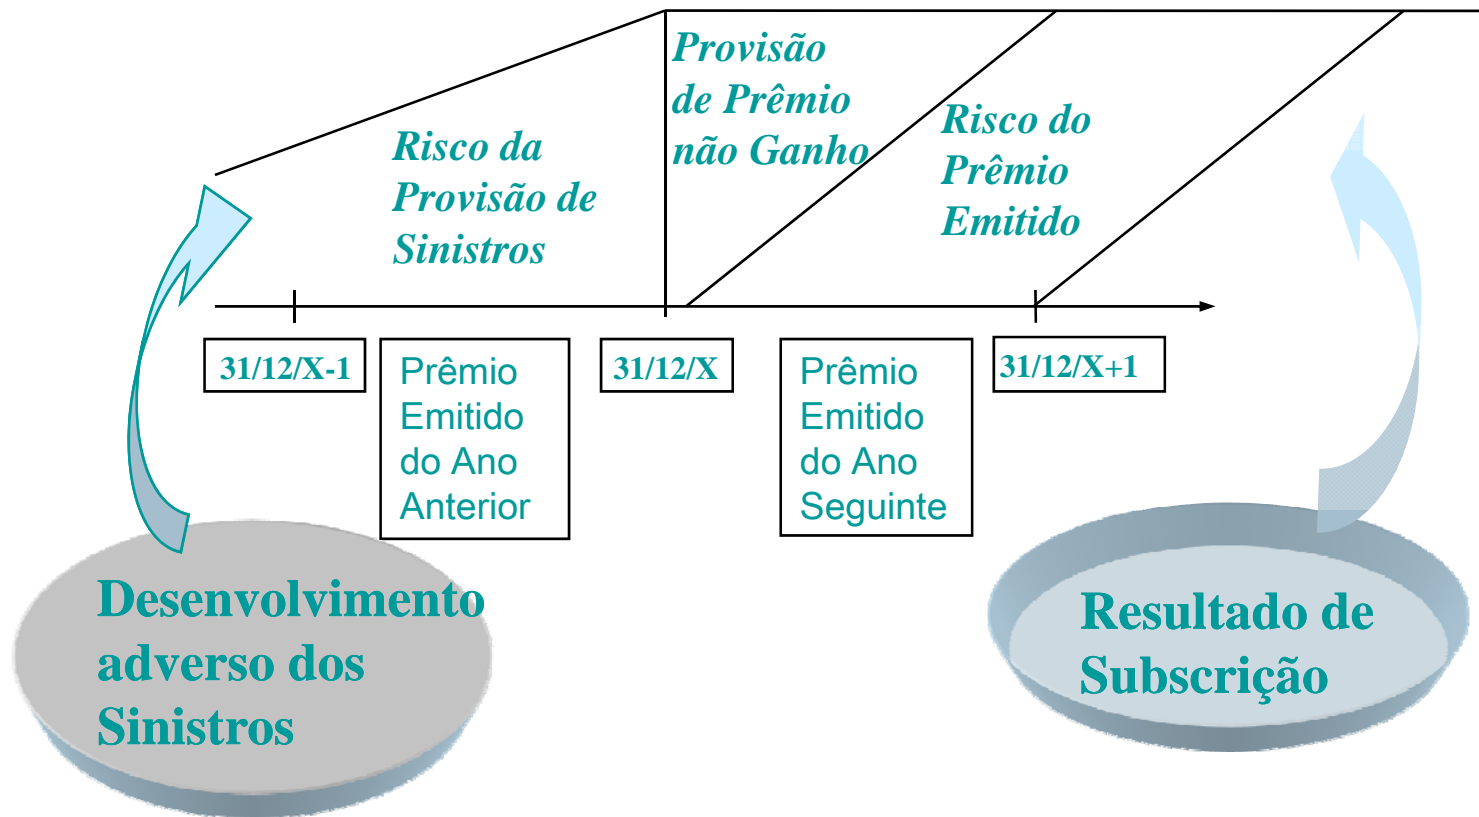 Provisão
de Prêmio
não Ganho
Risco da
Provisão de
Sinistros
Risco do
Prêmio
Emitido
31/12/X-1
Prêmio
Emitido
do Ano
Anterior
31/12/X
Prêmio
Emitido
do Ano
Seguinte
31/12/X+1
Desenvolvimento
adverso dos
Sinistros
Resultado de
Subscrição